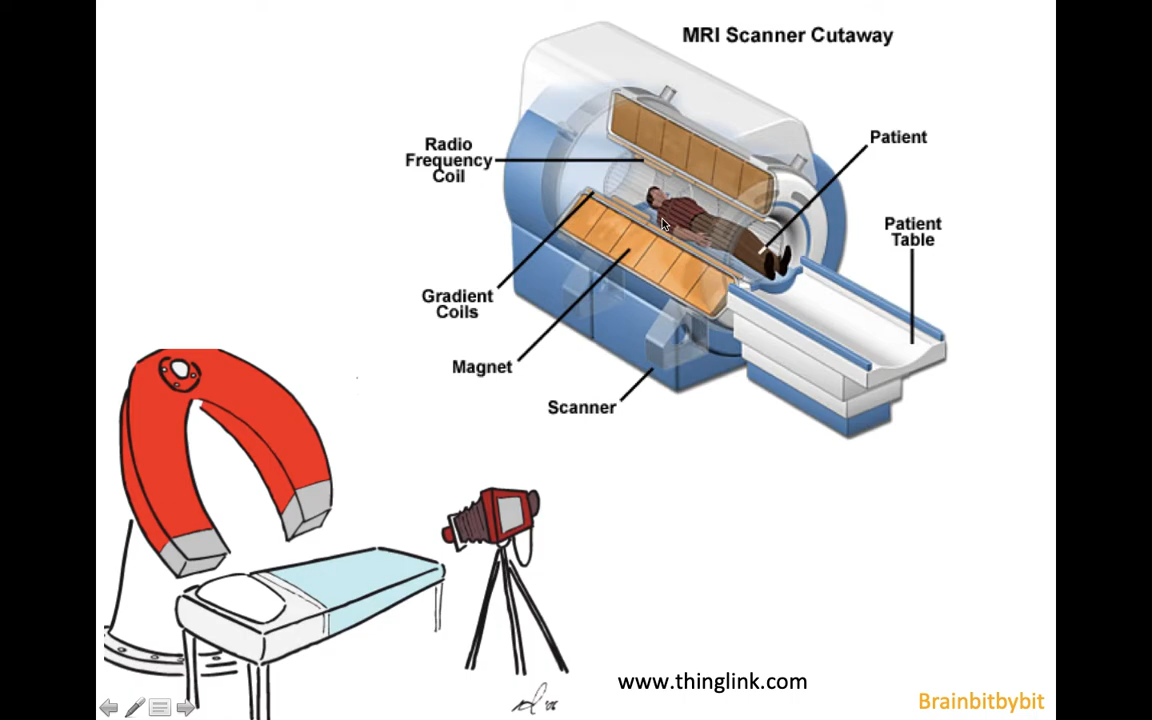 MRI Scanner Cutaway
Patient
Radio
Frequency
Coil
Patient
Table
Gradient
Coils
Magnet
Scanner
www.thinglink.com
Brainbitbybit